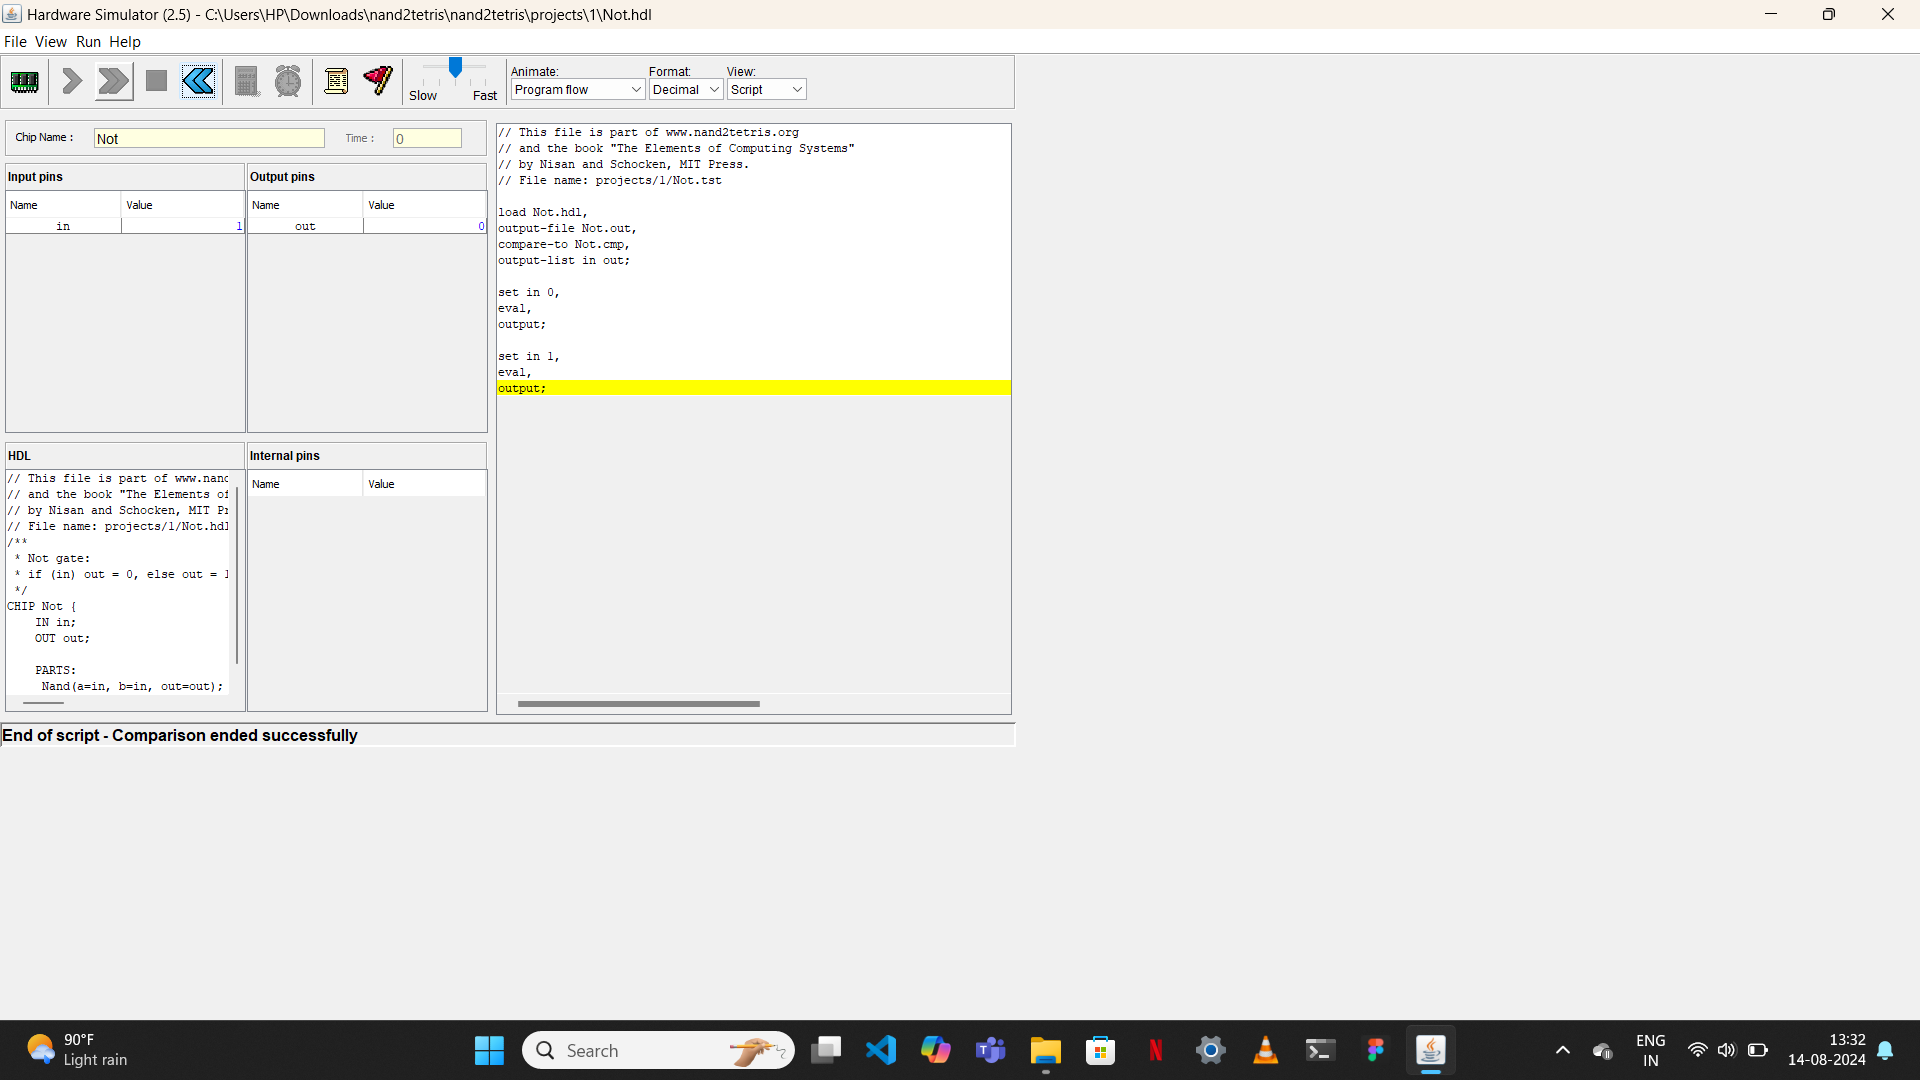 Hardware Simulator (2.5) - C:\Users\HP\Downloads\nand2tetris\nand2tetris\projects\1\Not.hdl
File View Run Help
Slow Fast
Animate: Format: View:
Program flow Decimal Script
Chip Name : Not Time : 0
Input pins
Name Value
in 1
Output pins
Name Value
out 0
HDL
// This file is part of www.nand
// and the book "The Elements of
// by Nisan and Schocken, MIT Pr
// File name: projects/1/Not.hdl
/**
* Not gate:
* if (in) out = 0, else out = 1
*/
CHIP Not {
IN in;
OUT out;
PARTS:
Nand(a=in, b=in, out=out);
Internal pins
Name Value
// This file is part of www.nand2tetris.org
// and the book "The Elements of Computing Systems"
// by Nisan and Schocken, MIT Press.
// File name: projects/1/Not.tst
load Not.hdl,
output-file Not.out,
compare-to Not.cmp,
output-list in out;
set in 0,
eval,
output;
set in 1,
eval,
output;
End of script - Comparison ended successfully
90°F
Light rain
Search
ENG
IN
13:32
14-08-2024